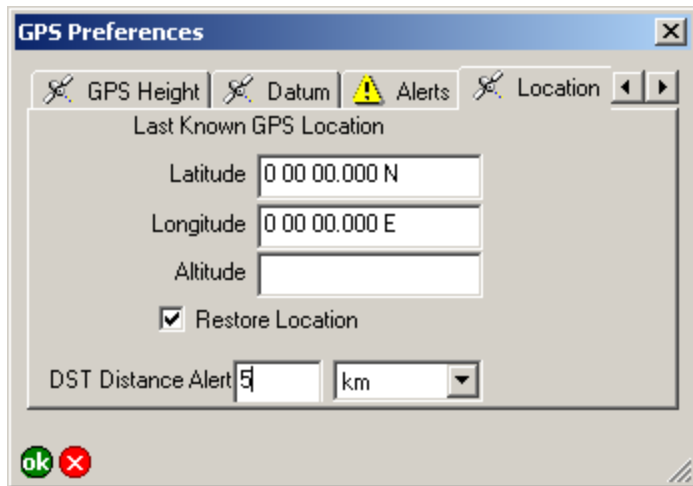 GPS Preferences
GPS Height Datum Alerts Location
Last Known GPS Location
Latitude 0 00 00.000 N
Longitude 0 00 00.000 E
Altitude
Restore Location
DST Distance Alert 5 km
ok